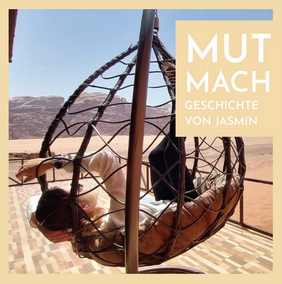 MUT
MACH
GESCHICHTE
VON JASMIN